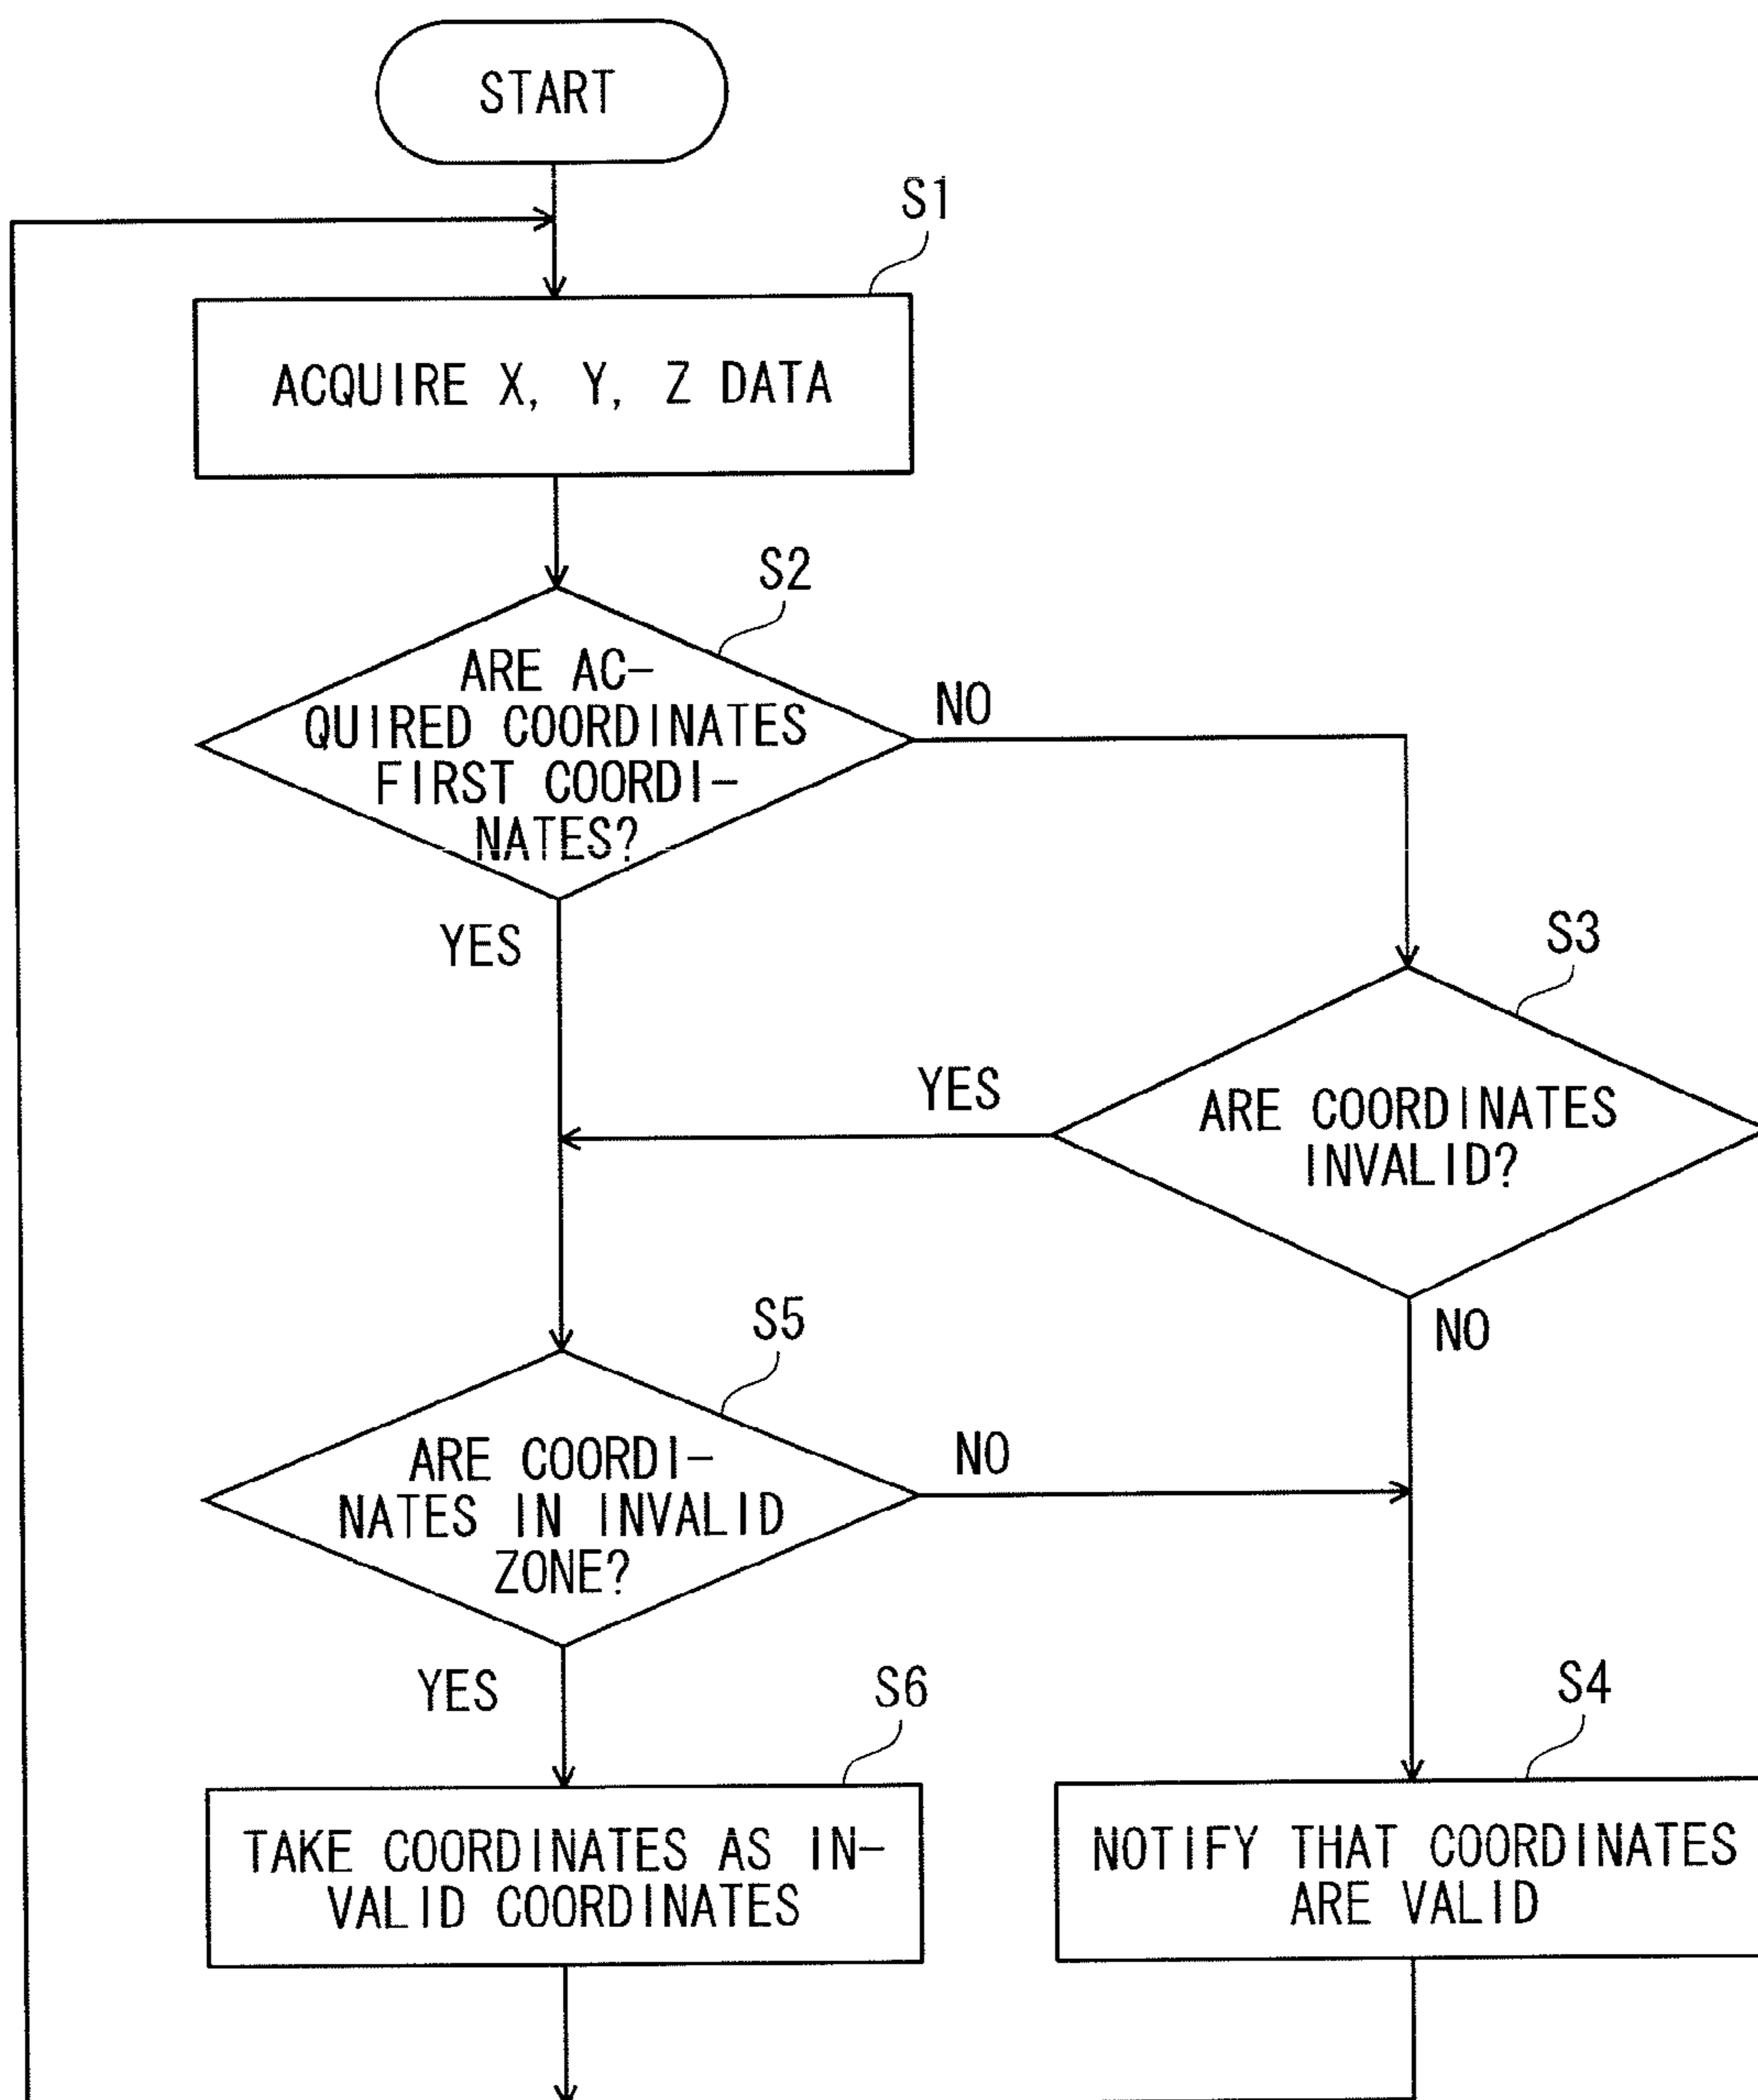 START
S1
ACQUIRE X, Y, Z DATA
S2
ARE AC-
QUIRED COORDINATES
FIRST COORDI-
NATES?
NO
YES
S3
ARE COORDINATES
INVALID?
YES
NO
S5
ARE COORDI-
NATES IN INVALID
ZONE?
NO
YES
S6
TAKE COORDINATES AS IN-
VALID COORDINATES
S4
NOTIFY THAT COORDINATES
ARE VALID